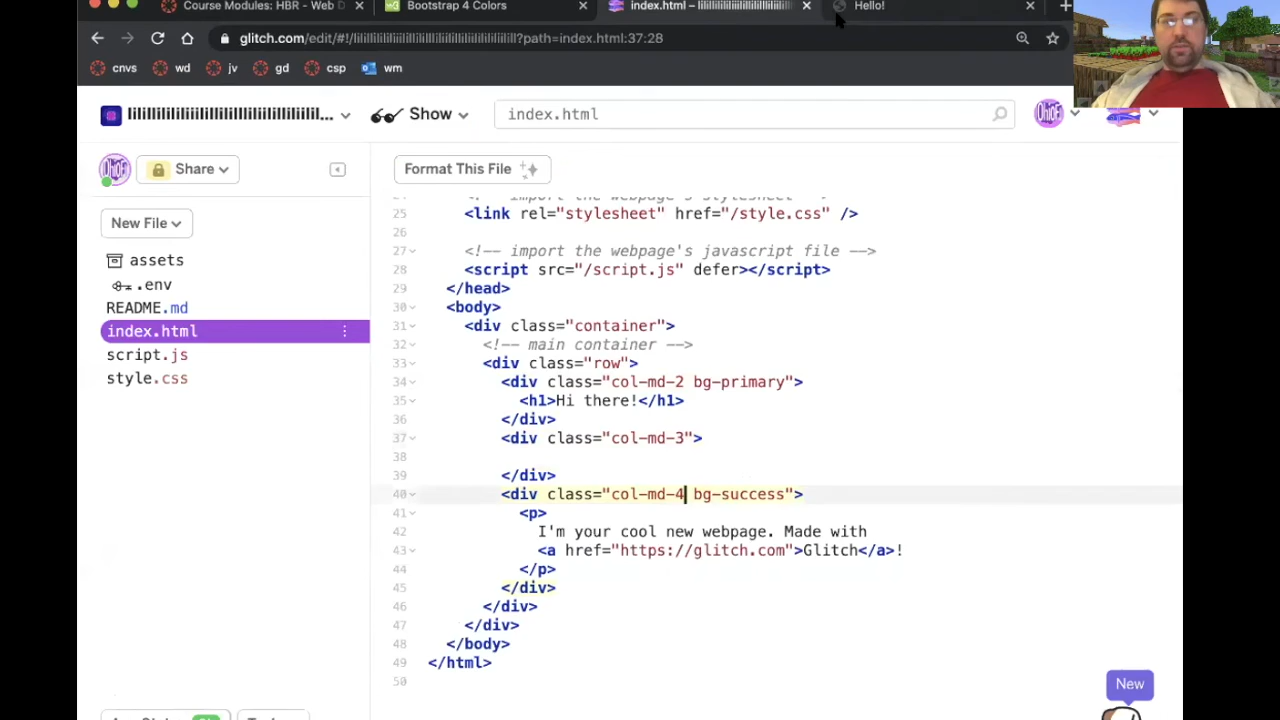 Course Modules: HBR - Web D
Bootstrap 4 Colors
index.html –
Hello!
glitch.com/edit/#!/liliiliiliiliilillilillililiiliililiill?path=index.html:37:28
cnvs
wd
jv
gd
csp
wm
Show
index.html
Share
Format This File
New File
assets
.env
README.md
index.html
script.js
style.css
25 <link rel="stylesheet" href="/style.css" />
26
27 <!-- import the webpage's javascript file -->
28 <script src="/script.js" defer></script>
29 </head>
30 <body>
31 <div class="container">
32 <!-- main container -->
33 <div class="row">
34 <div class="col-md-2 bg-primary">
35 <h1>Hi there!</h1>
36 </div>
37 <div class="col-md-3">
38
39 </div>
40 <div class="col-md-4 bg-success">
41 <p>
42 I'm your cool new webpage. Made with
43 <a href="https://glitch.com">Glitch</a>!
44 </p>
45 </div>
46 </div>
47 </div>
48 </body>
49 </html>
50
New